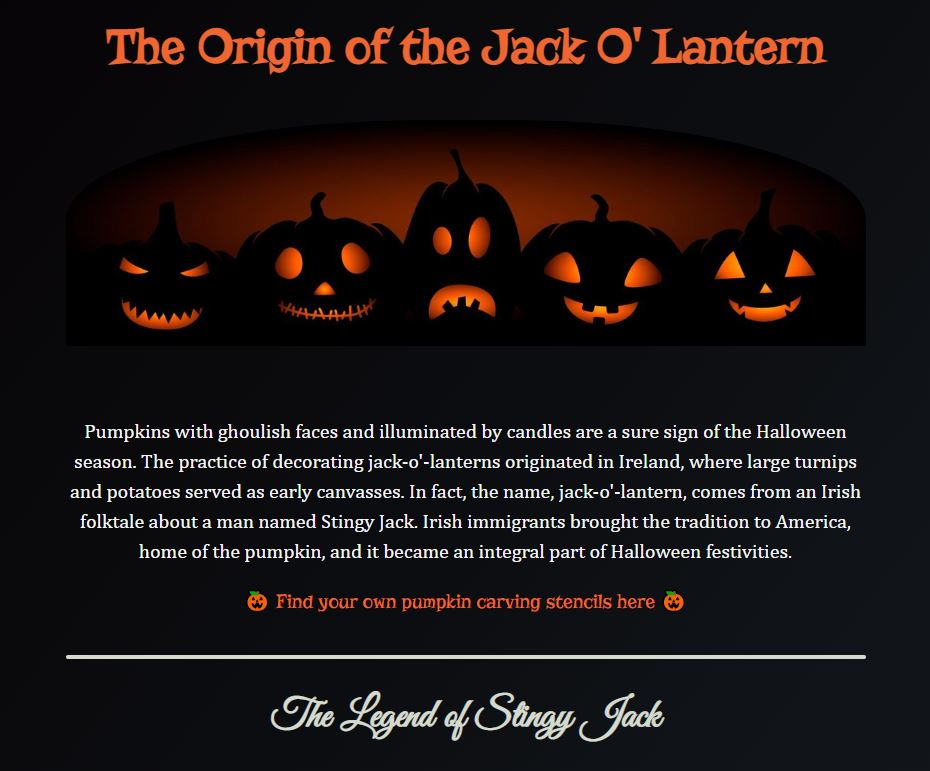 The Origin of the Jack O' Lantern
Pumpkins with ghoulish faces and illuminated by candles are a sure sign of the Halloween
season. The practice of decorating jack-o'-lanterns originated in Ireland, where large turnips
and potatoes served as early canvasses. In fact, the name, jack-o'-lantern, comes from an Irish
folktale about a man named Stingy Jack. Irish immigrants brought the tradition to America,
home of the pumpkin, and it became an integral part of Halloween festivities.
🎃 Find your own pumpkin carving stencils here 🎃
The Legend of Stingy Jack